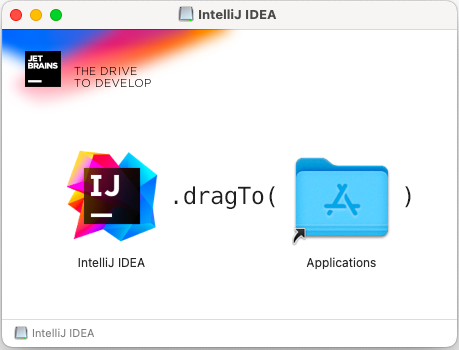 IntelliJ IDEA
JET
BRAINS
THE DRIVE
TO DEVELOP
IJ
.dragTo( )
IntelliJ IDEA
Applications
IntelliJ IDEA